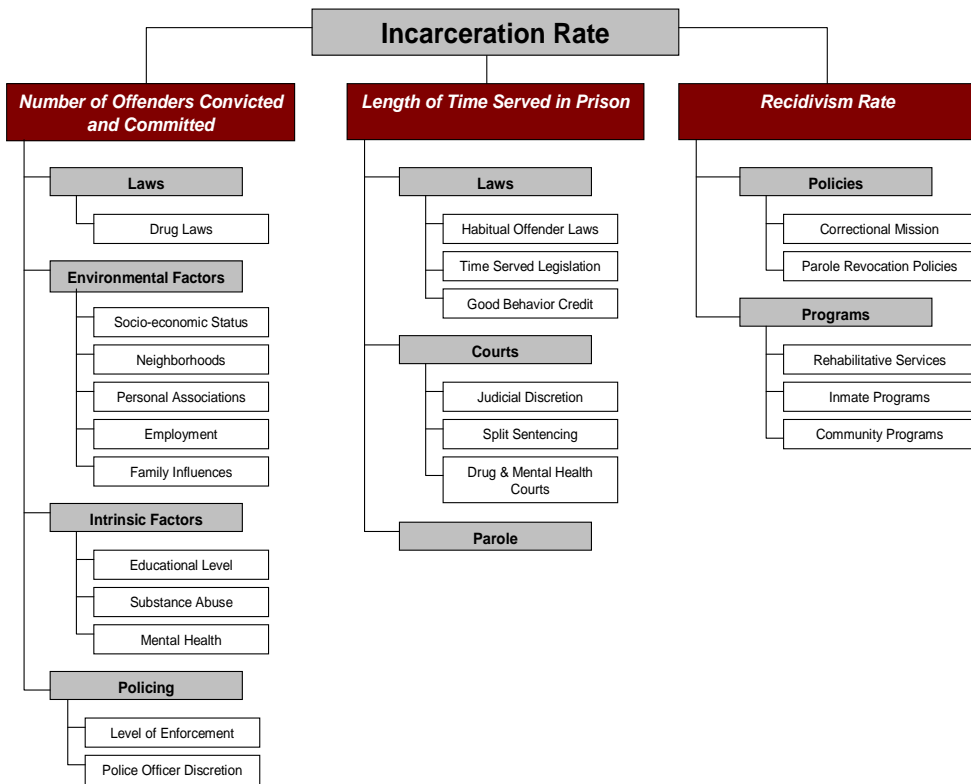 Incarceration Rate
Number of Offenders Convicted
and Committed
Laws
Drug Laws
Environmental Factors
Socio-economic Status
Neighborhoods
Personal Associations
Employment
Family Influences
Intrinsic Factors
Educational Level
Substance Abuse
Mental Health
Policing
Level of Enforcement
Police Officer Discretion
Length of Time Served in Prison
Laws
Habitual Offender Laws
Time Served Legislation
Good Behavior Credit
Courts
Judicial Discretion
Split Sentencing
Drug & Mental Health
Courts
Parole
Recidivism Rate
Policies
Correctional Mission
Parole Revocation Policies
Programs
Rehabilitative Services
Inmate Programs
Community Programs